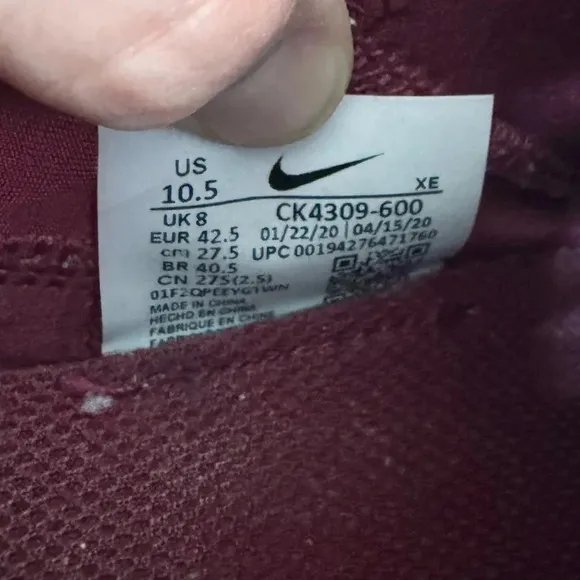 US
10.5
XE
UK 8
CK4309-600
EUR 42.5
01/22/20 | 04/15/20
cm 27.5
UPC 00194276471760
BR 40.5
CN 275(2.5)
MADE IN CHINA
HECHO EN CHINA
FABRIQUE EN CHINE